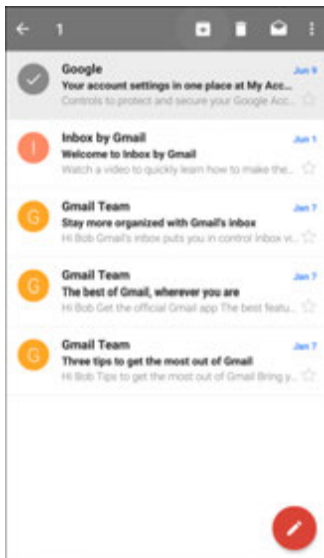 1
Google
Jun 9
Your account settings in one place at My Acc...
Controls to protect and secure your Google Acc...
I
Inbox by Gmail
Jun 1
Welcome to Inbox by Gmail
Watch a video to quickly learn how to make the...
G
Gmail Team
Jan 7
Stay more organized with Gmail's inbox
Hi Bob Gmail's inbox puts you in control Inbox vi...
G
Gmail Team
Jan 7
The best of Gmail, wherever you are
Hi Bob Get the official Gmail app The best featu...
G
Gmail Team
Jan 7
Three tips to get the most out of Gmail
Hi Bob Tips to get the most out of Gmail Bring y...